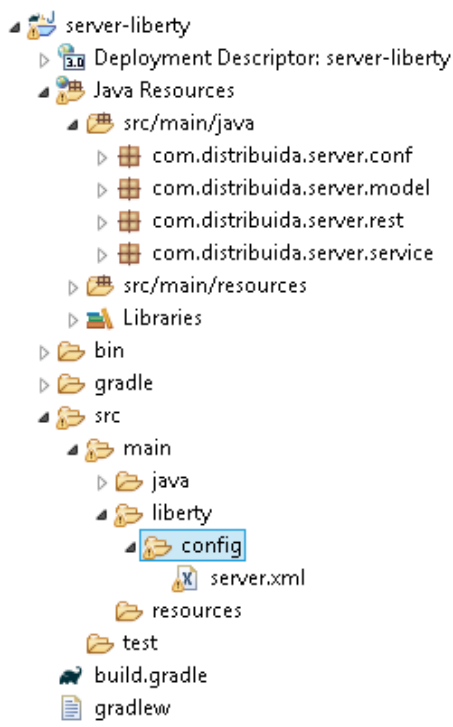 server-liberty
3.0 Deployment Descriptor: server-liberty
Java Resources
src/main/java
com.distribuida.server.conf
com.distribuida.server.model
com.distribuida.server.rest
com.distribuida.server.service
src/main/resources
Libraries
bin
gradle
src
main
java
liberty
config
X server.xml
resources
test
build.gradle
gradlew